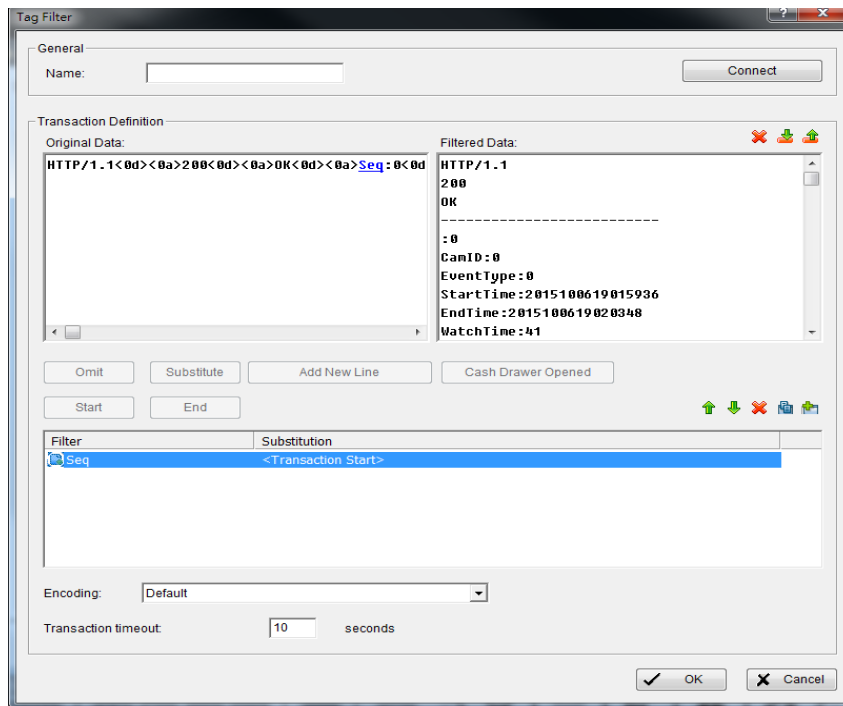 Tag Filter
General
Name:
Connect
Transaction Definition
Original Data:
HTTP/1.1<0d><0a>200<0d><0a>OK<0d><0a>Seq:0<0d
Filtered Data:
HTTP/1.1
200
OK
---------------------------
:0
CamID:0
EventType:0
StartTime:2015100619015936
EndTime:2015100619020348
WatchTime:41
Omit
Substitute
Add New Line
Cash Drawer Opened
Start
End
Filter Substitution
Seq <Transaction Start>
Encoding: Default
Transaction timeout: 10 seconds
OK
Cancel